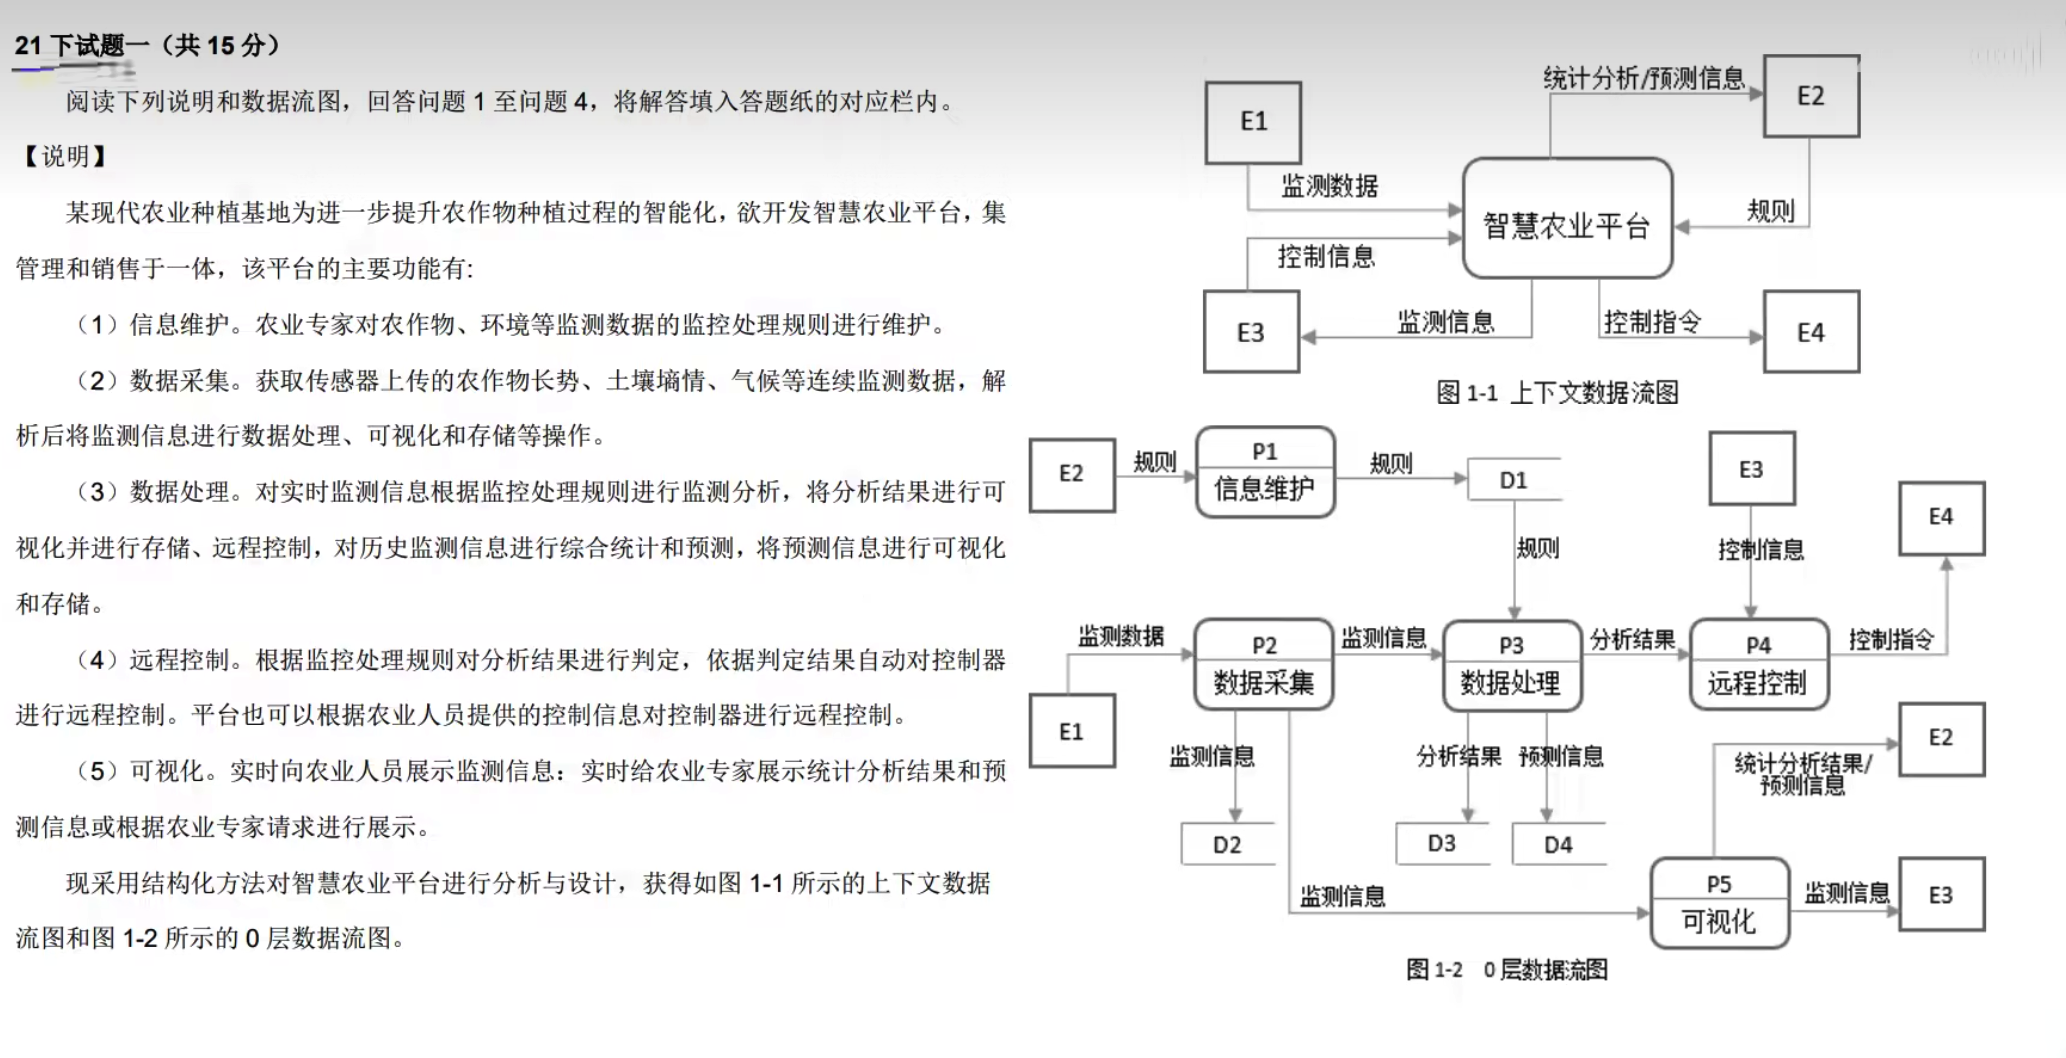 21 下试题一（共 15 分）
阅读下列说明和数据流图，回答问题 1 至问题 4，将解答填入答题纸的对应栏内。
【说明】
某现代农业种植基地为进一步提升农作物种植过程的智能化，欲开发智慧农业平台，集
管理和销售于一体，该平台的主要功能有:
（1）信息维护。农业专家对农作物、环境等监测数据的监控处理规则进行维护。
（2）数据采集。获取传感器上传的农作物长势、土壤墒情、气候等连续监测数据，解
析后将监测信息进行数据处理、可视化和存储等操作。
（3）数据处理。对实时监测信息根据监控处理规则进行监测分析，将分析结果进行可
视化并进行存储、远程控制，对历史监测信息进行综合统计和预测，将预测信息进行可视化
和存储。
（4）远程控制。根据监控处理规则对分析结果进行判定，依据判定结果自动对控制器
进行远程控制。平台也可以根据农业人员提供的控制信息对控制器进行远程控制。
（5）可视化。实时向农业人员展示监测信息：实时给农业专家展示统计分析结果和预
测信息或根据农业专家请求进行展示。
现采用结构化方法对智慧农业平台进行分析与设计，获得如图 1-1 所示的上下文数据
流图和图 1-2 所示的 0 层数据流图。
统计分析/预测信息
E2
E1
监测数据
规则
智慧农业平台
控制信息
E3
监测信息
控制指令
E4
图 1-1 上下文数据流图
E2
规则
P1
信息维护
规则
D1
E3
E4
规则
控制信息
监测数据
P2
数据采集
监测信息
P3
数据处理
分析结果
P4
远程控制
控制指令
E1
监测信息
分析结果
预测信息
统计分析结果/
预测信息
E2
D2
D3
D4
监测信息
P5
可视化
监测信息
E3
图 1-2 0 层数据流图